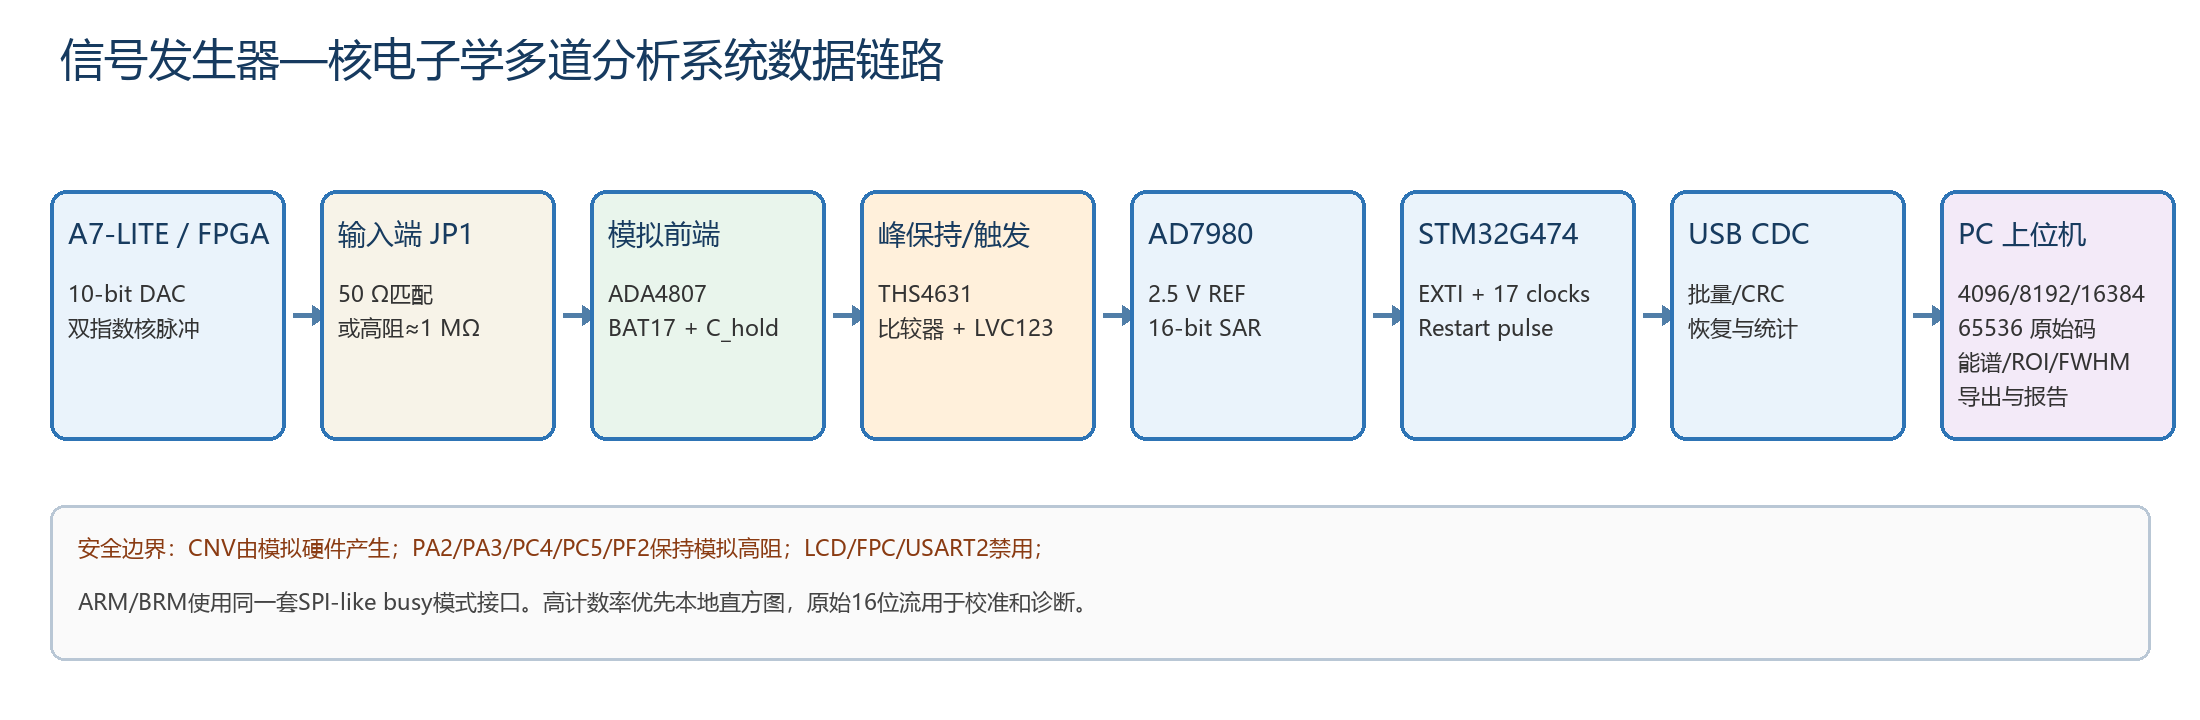 信号发生器—核电子学多道分析系统数据链路
A7-LITE / FPGA
10-bit DAC
双指数核脉冲
输入端 JP1
50 Ω匹配
或高阻≈1 MΩ
模拟前端
ADA4807
BAT17 + C_hold
峰保持/触发
THS4631
比较器 + LVC123
AD7980
2.5 V REF
16-bit SAR
STM32G474
EXTI + 17 clocks
Restart pulse
USB CDC
批量/CRC
恢复与统计
PC 上位机
4096/8192/16384
65536 原始码
能谱/ROI/FWHM
导出与报告
安全边界：CNV由模拟硬件产生；PA2/PA3/PC4/PC5/PF2保持模拟高阻；LCD/FPC/USART2禁用；
ARM/BRM使用同一套SPI-like busy模式接口。高计数率优先本地直方图，原始16位流用于校准和诊断。